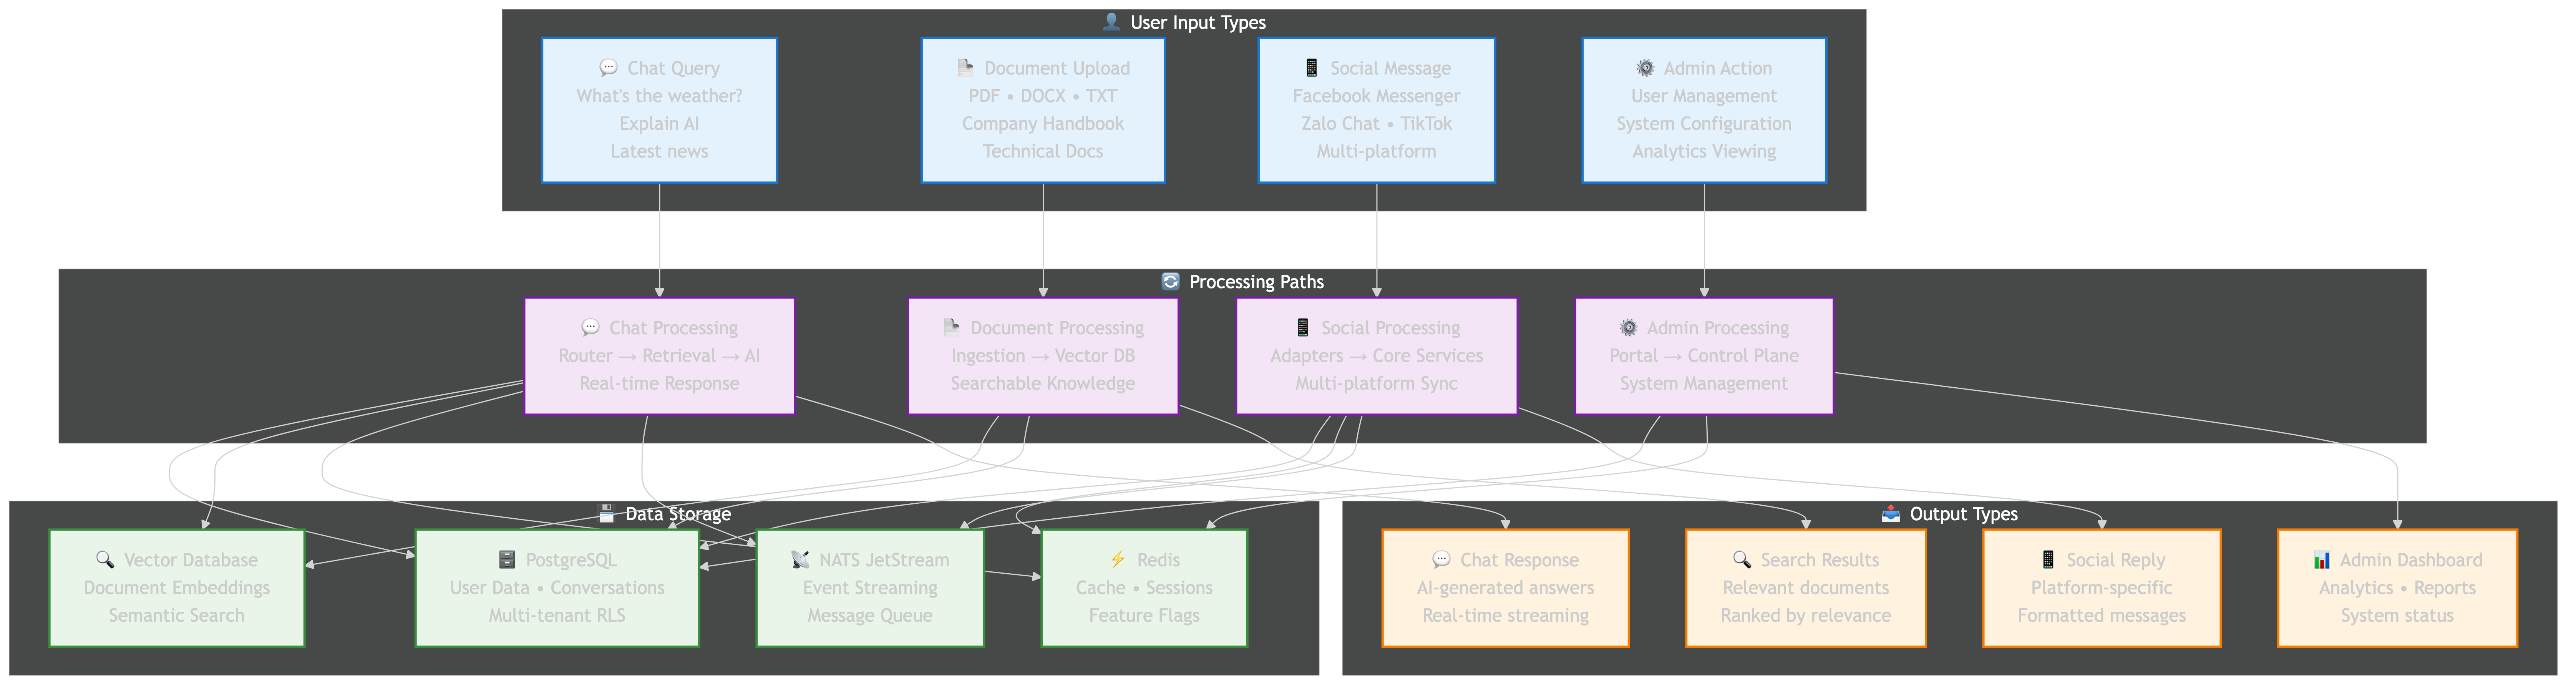 User Input Types
Chat Query
What's the weather?
Explain AI
Latest news
Document Upload
PDF • DOCX • TXT
Company Handbook
Technical Docs
Social Message
Facebook Messenger
Zalo Chat • TikTok
Multi-platform
Admin Action
User Management
System Configuration
Analytics Viewing
Processing Paths
Chat Processing
Router → Retrieval → AI
Real-time Response
Document Processing
Ingestion → Vector DB
Searchable Knowledge
Social Processing
Adapters → Core Services
Multi-platform Sync
Admin Processing
Portal → Control Plane
System Management
Data Storage
Vector Database
Document Embeddings
Semantic Search
PostgreSQL
User Data • Conversations
Multi-tenant RLS
NATS JetStream
Event Streaming
Message Queue
Redis
Cache • Sessions
Feature Flags
Output Types
Chat Response
AI-generated answers
Real-time streaming
Search Results
Relevant documents
Ranked by relevance
Social Reply
Platform-specific
Formatted messages
Admin Dashboard
Analytics • Reports
System status